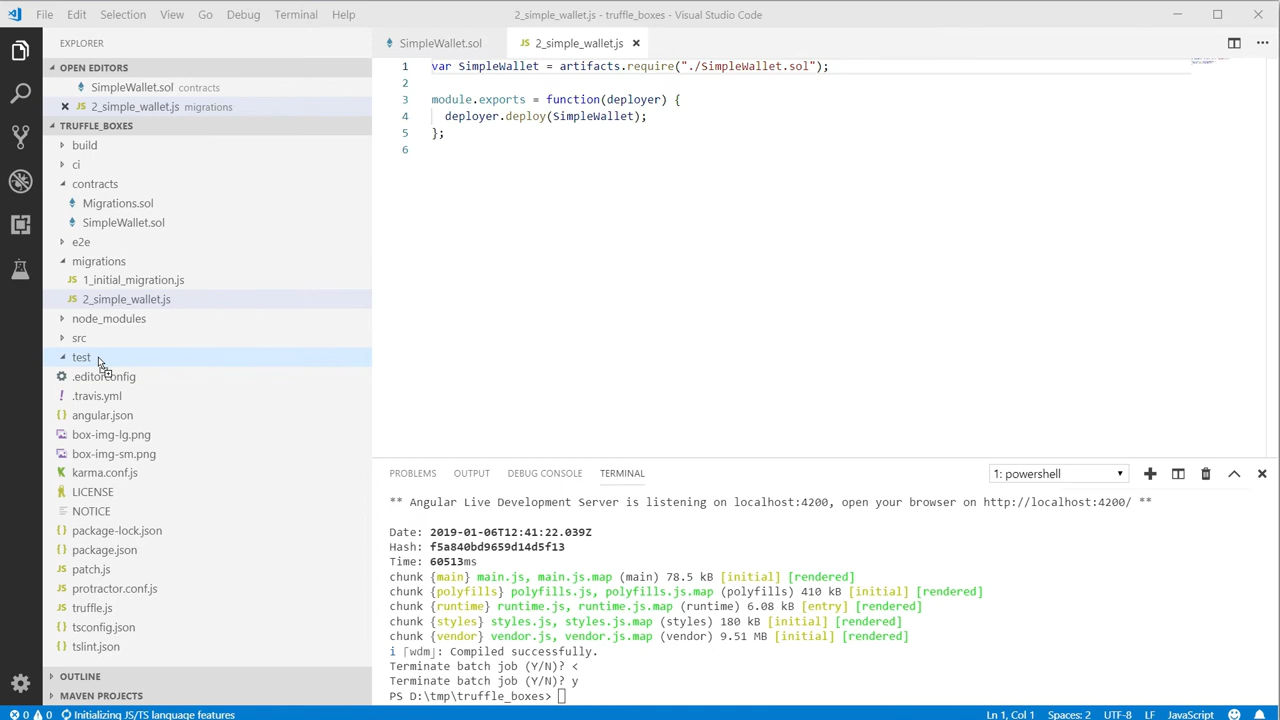 File Edit Selection View Go Debug Terminal Help 2_simple_wallet.js - truffle_boxes - Visual Studio Code
EXPLORER
OPEN EDITORS
SimpleWallet.sol contracts
JS 2_simple_wallet.js migrations
TRUFFLE_BOXES
build
ci
contracts
Migrations.sol
SimpleWallet.sol
e2e
migrations
JS 1_initial_migration.js
JS 2_simple_wallet.js
node_modules
src
test
.editorconfig
! .travis.yml
{} angular.json
box-img-lg.png
box-img-sm.png
karma.conf.js
LICENSE
NOTICE
{} package-lock.json
{} package.json
JS patch.js
JS protractor.conf.js
JS truffle.js
{} tsconfig.json
{} tslint.json
OUTLINE
MAVEN PROJECTS
SimpleWallet.sol JS 2_simple_wallet.js
1 var SimpleWallet = artifacts.require("./SimpleWallet.sol");
2
3 module.exports = function(deployer) {
4 deployer.deploy(SimpleWallet);
5 };
6
PROBLEMS OUTPUT DEBUG CONSOLE TERMINAL 1: powershell
** Angular Live Development Server is listening on localhost:4200, open your browser on http://localhost:4200/ **
Date: 2019-01-06T12:41:22.039Z
Hash: f5a840bd9659d14d5f13
Time: 60513ms
chunk {main} main.js, main.js.map (main) 78.5 kB [initial] [rendered]
chunk {polyfills} polyfills.js, polyfills.js.map (polyfills) 410 kB [initial] [rendered]
chunk {runtime} runtime.js, runtime.js.map (runtime) 6.08 kB [entry] [rendered]
chunk {styles} styles.js, styles.js.map (styles) 180 kB [initial] [rendered]
chunk {vendor} vendor.js, vendor.js.map (vendor) 9.51 MB [initial] [rendered]
i ｢wdm｣: Compiled successfully.
Terminate batch job (Y/N)? <
Terminate batch job (Y/N)? y
PS D:\tmp\truffle_boxes>
0 0 Initializing JS/TS language features Ln 1, Col 1 Spaces: 2 UTF-8 LF JavaScript